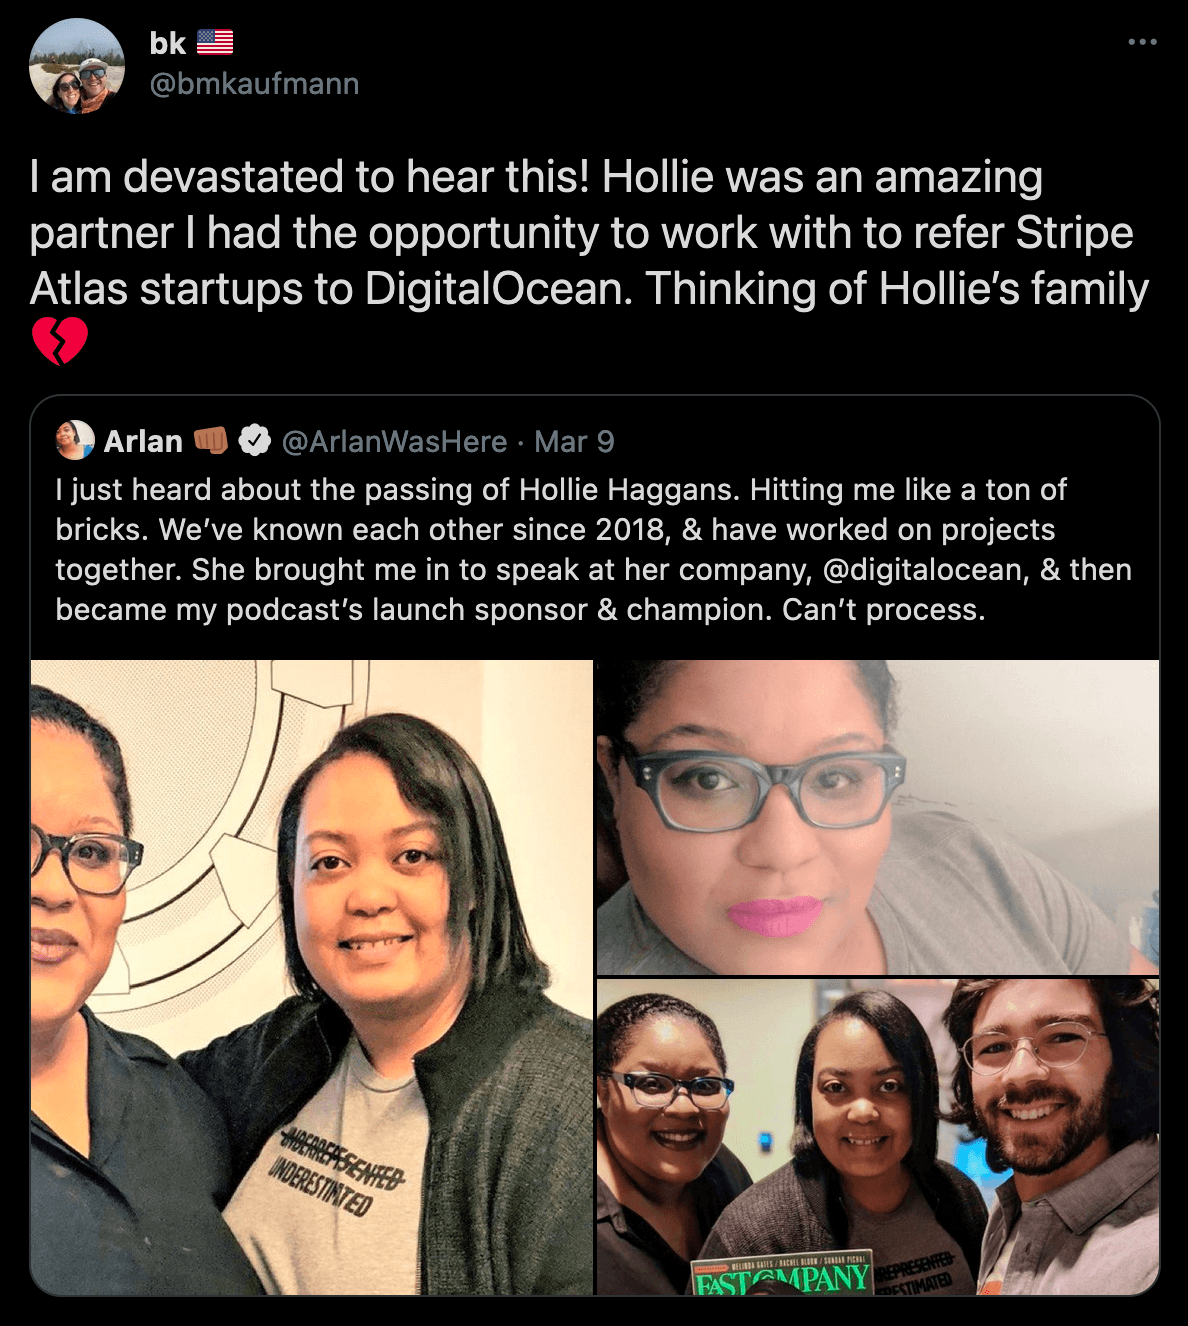 bk 🇺🇸
@bmkaufmann
I am devastated to hear this! Hollie was an amazing
partner I had the opportunity to work with to refer Stripe
Atlas startups to DigitalOcean. Thinking of Hollie’s family
💔
Arlan 👊🏾 @ArlanWasHere · Mar 9
I just heard about the passing of Hollie Haggans. Hitting me like a ton of
bricks. We’ve known each other since 2018, & have worked on projects
together. She brought me in to speak at her company, @digitalocean, & then
became my podcast’s launch sponsor & champion. Can’t process.
UNDERREPRESENTED
UNDERESTIMATED
MELINDA GATES / RACHEL BLOOM / SUNDAR PICHAI
FAST COMPANY
REPRESENTED
ESTIMATED